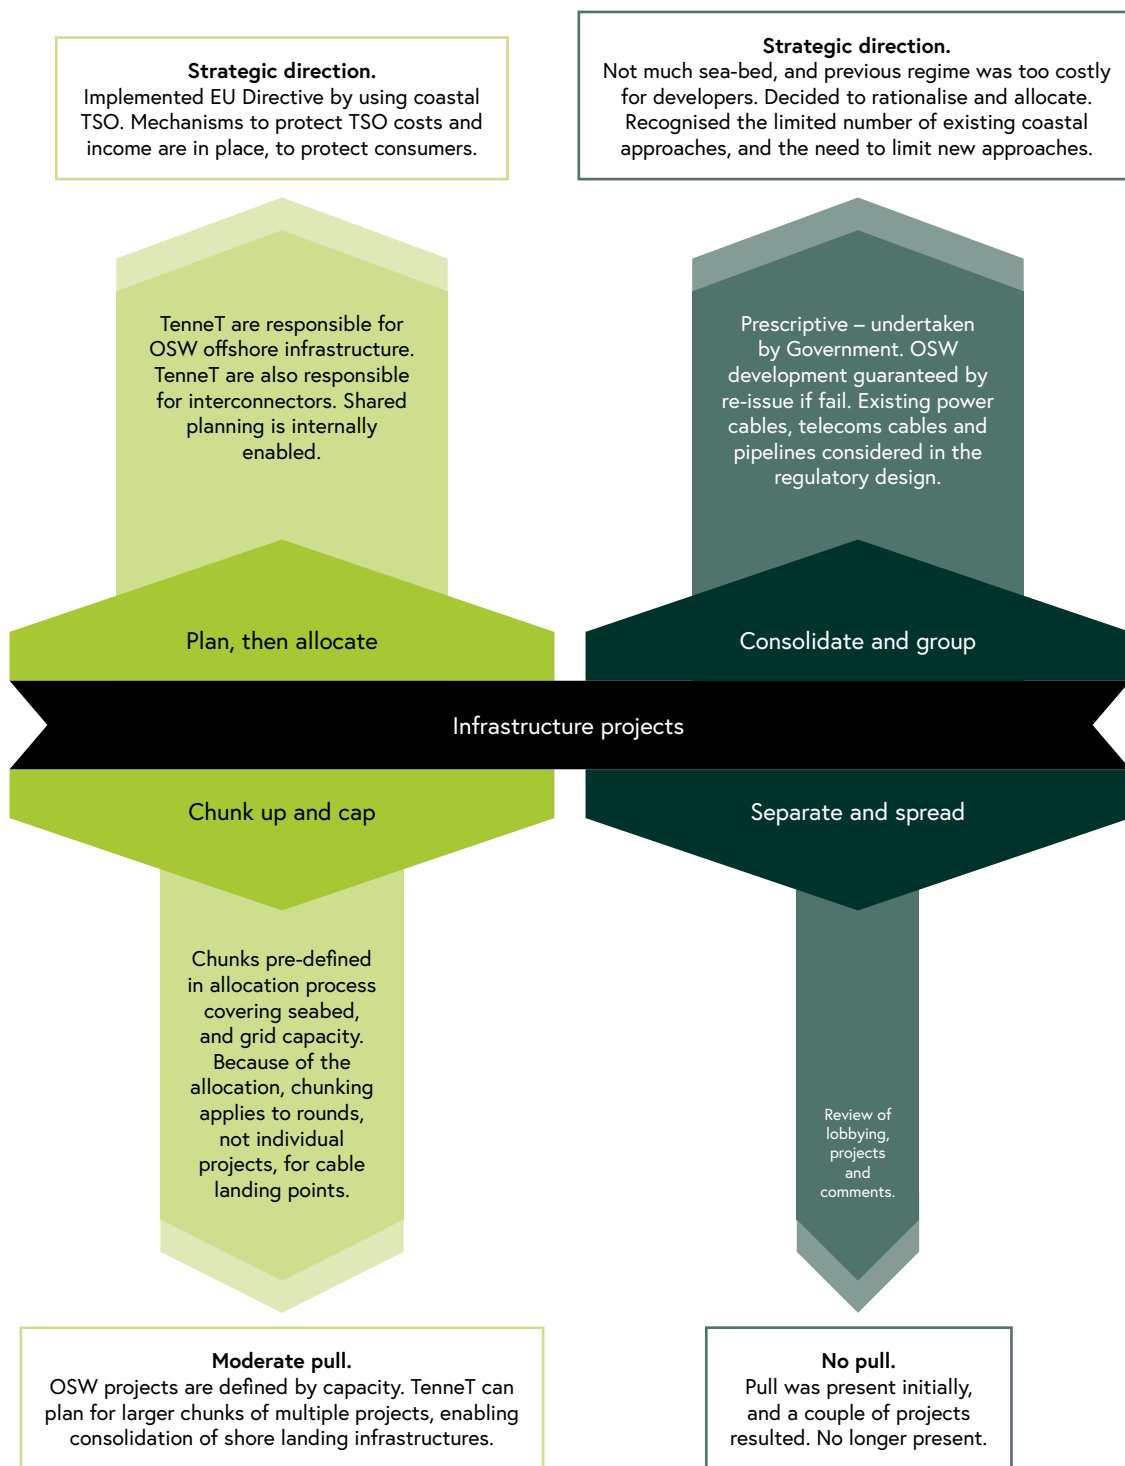 Strategic direction.
Implemented EU Directive by using coastal
TSO. Mechanisms to protect TSO costs and
income are in place, to protect consumers.
Strategic direction.
Not much sea-bed, and previous regime was too costly
for developers. Decided to rationalise and allocate.
Recognised the limited number of existing coastal
approaches, and the need to limit new approaches.
TenneT are responsible for
OSW offshore infrastructure.
TenneT are also responsible
for interconnectors. Shared
planning is internally
enabled.
Prescriptive – undertaken
by Government. OSW
development guaranteed by
re-issue if fail. Existing power
cables, telecoms cables and
pipelines considered in the
regulatory design.
Plan, then allocate
Consolidate and group
Infrastructure projects
Chunk up and cap
Separate and spread
Chunks pre-defined
in allocation process
covering seabed,
and grid capacity.
Because of the
allocation, chunking
applies to rounds,
not individual
projects, for cable
landing points.
Review of
lobbying,
projects
and
comments.
Moderate pull.
OSW projects are defined by capacity. TenneT can
plan for larger chunks of multiple projects, enabling
consolidation of shore landing infrastructures.
No pull.
Pull was present initially,
and a couple of projects
resulted. No longer present.